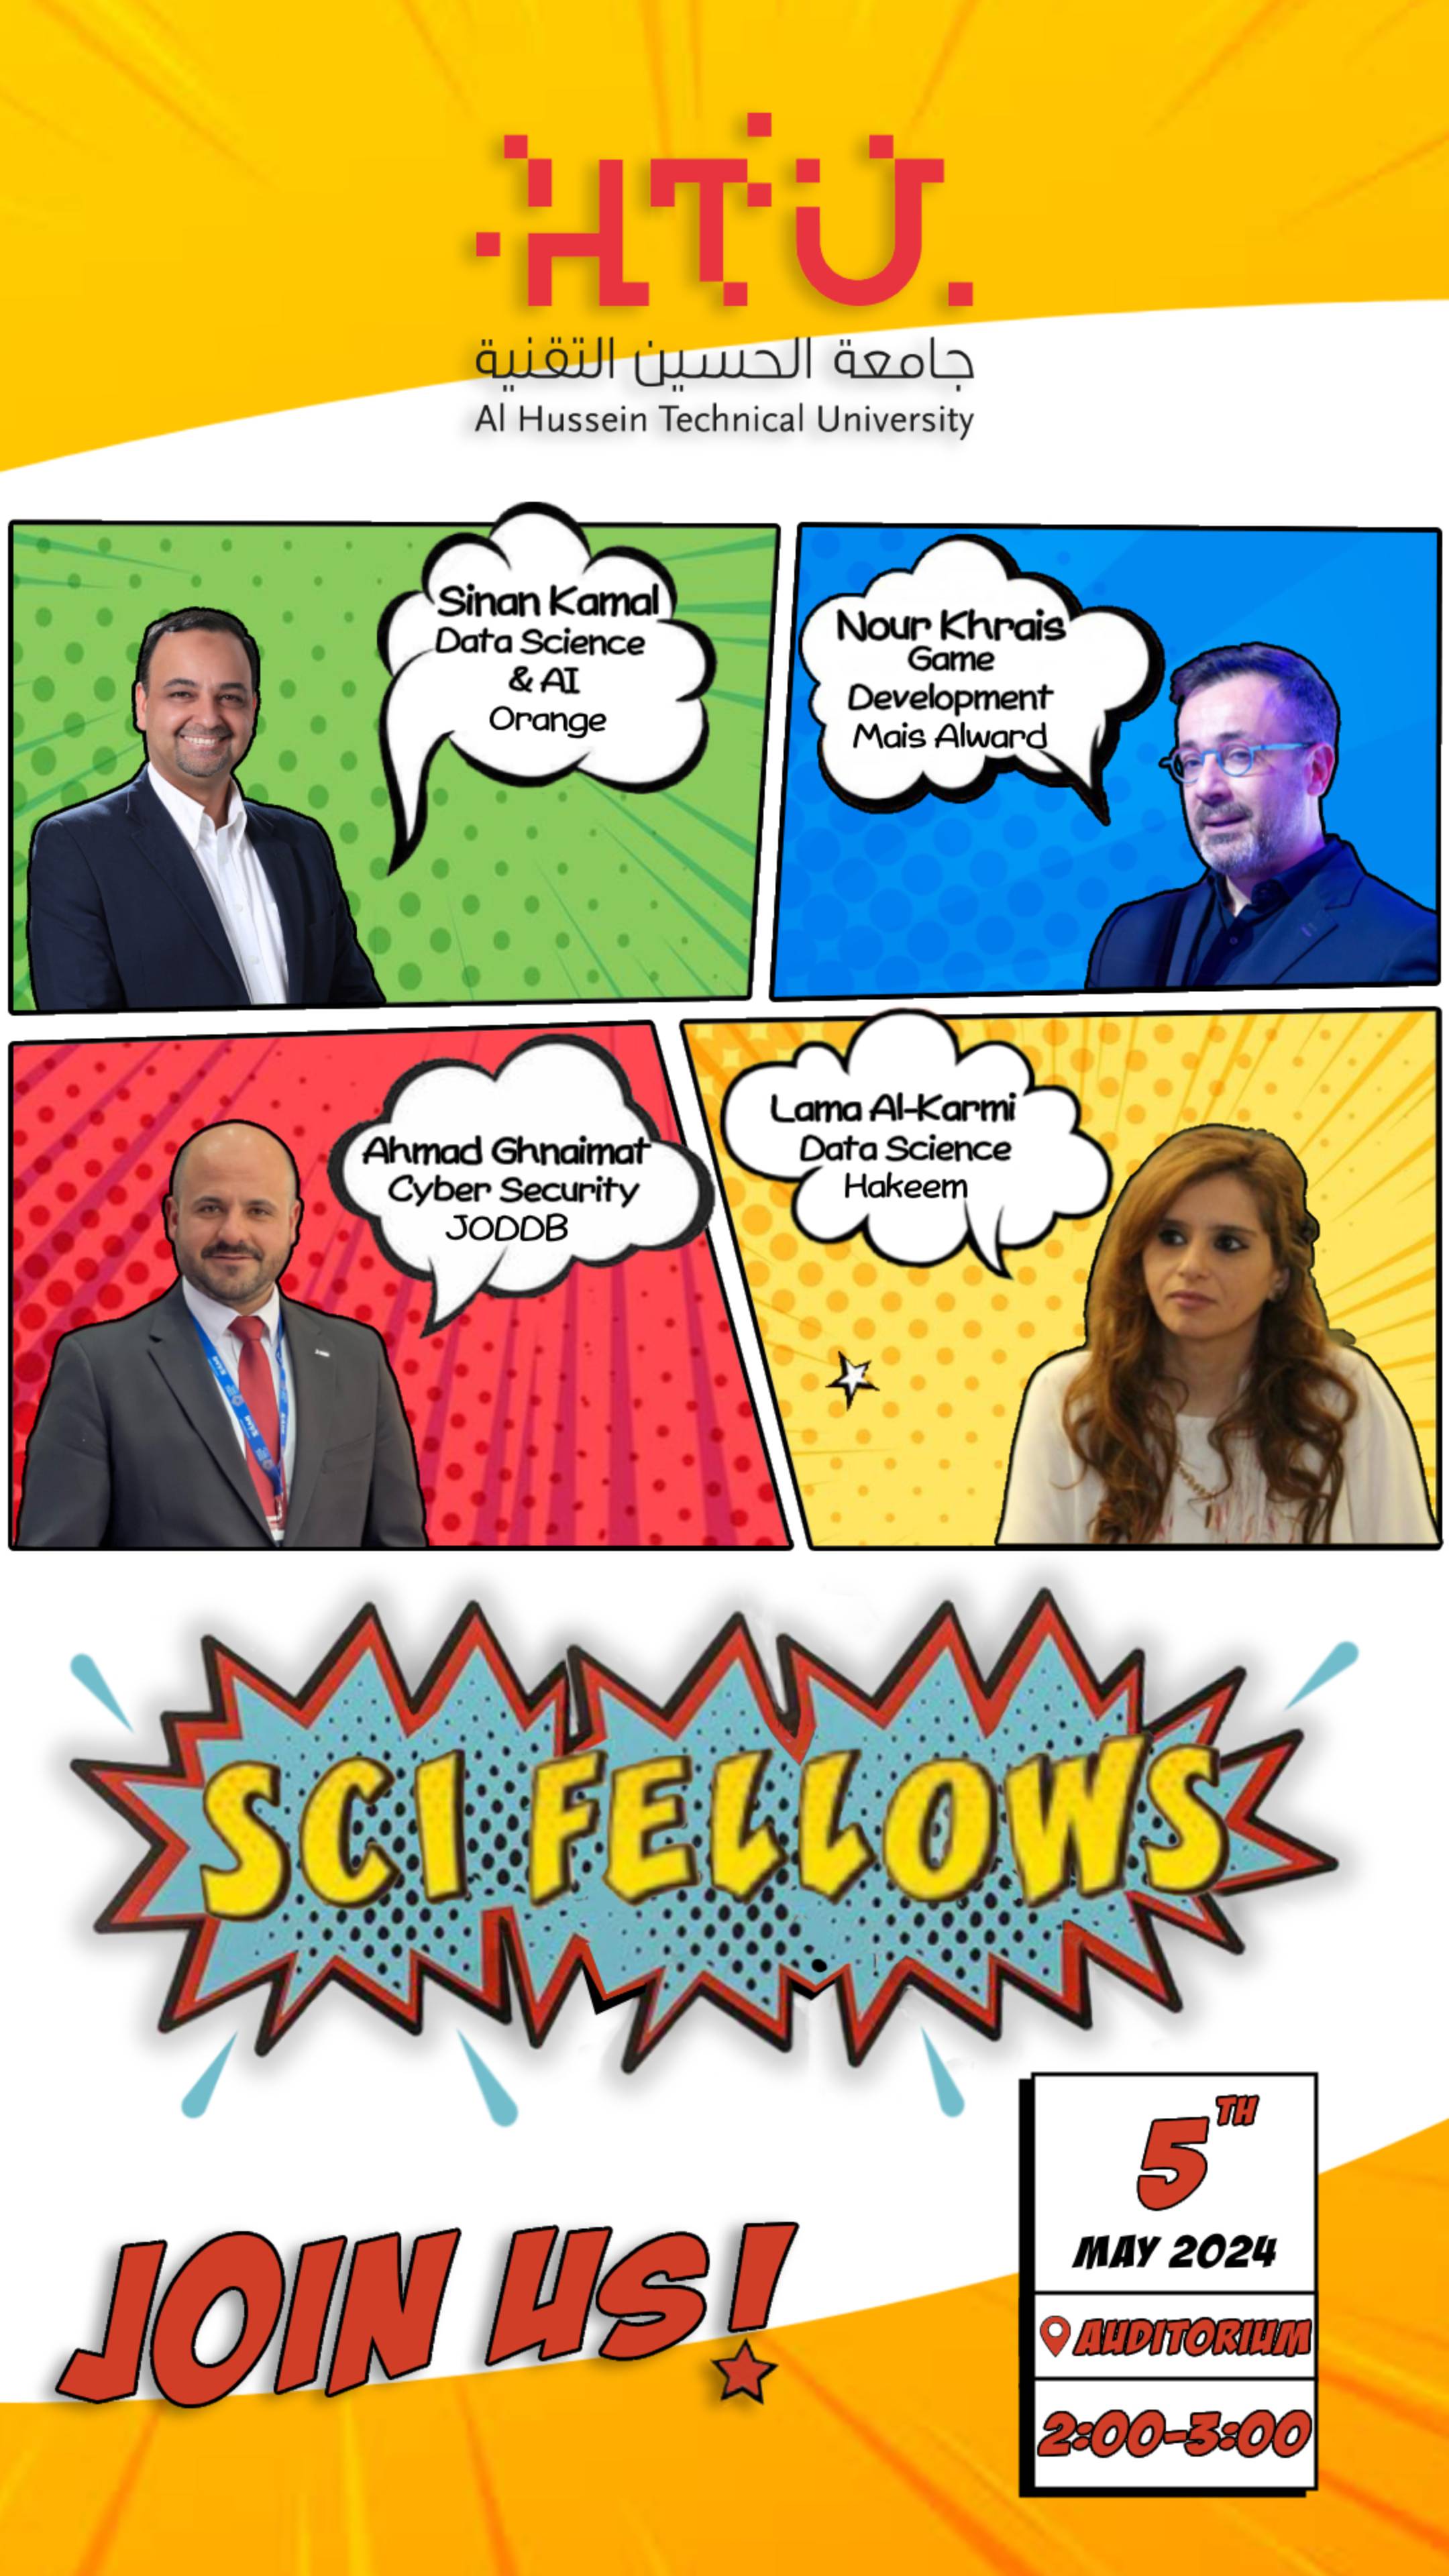 HTU
جامعة الحسين التقنية
Al Hussein Technical University
Sinan Kamal
Data Science
& AI
Orange
Nour Khrais
Game
Development
Mais Alward
Ahmad Ghnaimat
Cyber Security
JODDB
Lama Al-Karmi
Data Science
Hakeem
SCI FELLOWS
JOIN US!
5TH
MAY 2024
AUDITORIUM
2:00-3:00